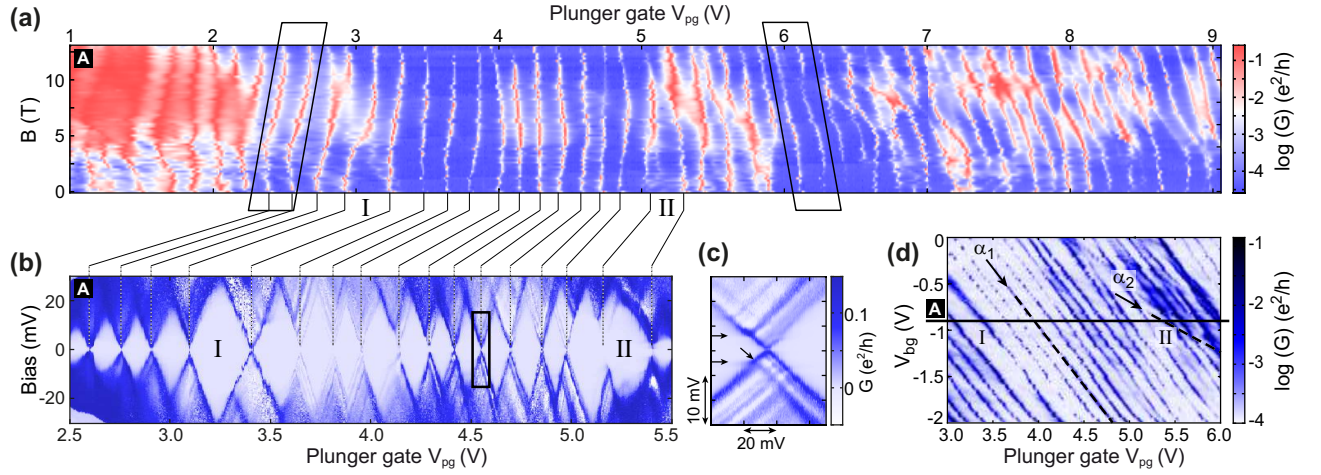 (a)
Plunger gate Vpg (V)
1 2 3 4 5 6 7 8 9
A
B (T)
10
5
0
log (G) (e²/h)
-1
-2
-3
-4
I
II
(b)
A
Bias (mV)
20
0
-20
I
II
2.5 3.0 3.5 4.0 4.5 5.0 5.5
Plunger gate Vpg (V)
(c)
10 mV
20 mV
G (e²/h)
0.1
0
(d)
α1
α2
A
I
II
Vbg (V)
0
-0.5
-1
-1.5
-2
3.0 3.5 4.0 4.5 5.0 5.5 6.0
Plunger gate Vpg (V)
log (G) (e²/h)
-1
-2
-3
-4